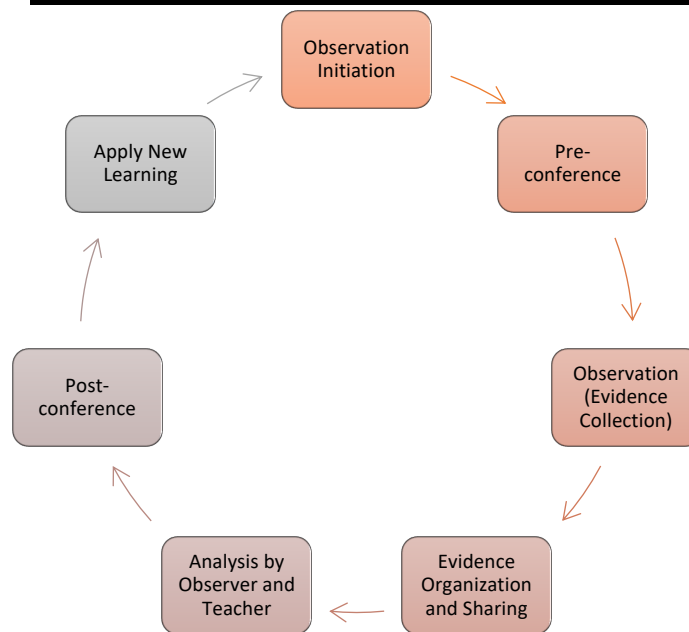 Observation
Initiation
Pre-
conference
Observation
(Evidence
Collection)
Evidence
Organization
and Sharing
Analysis by
Observer and
Teacher
Post-
conference
Apply New
Learning